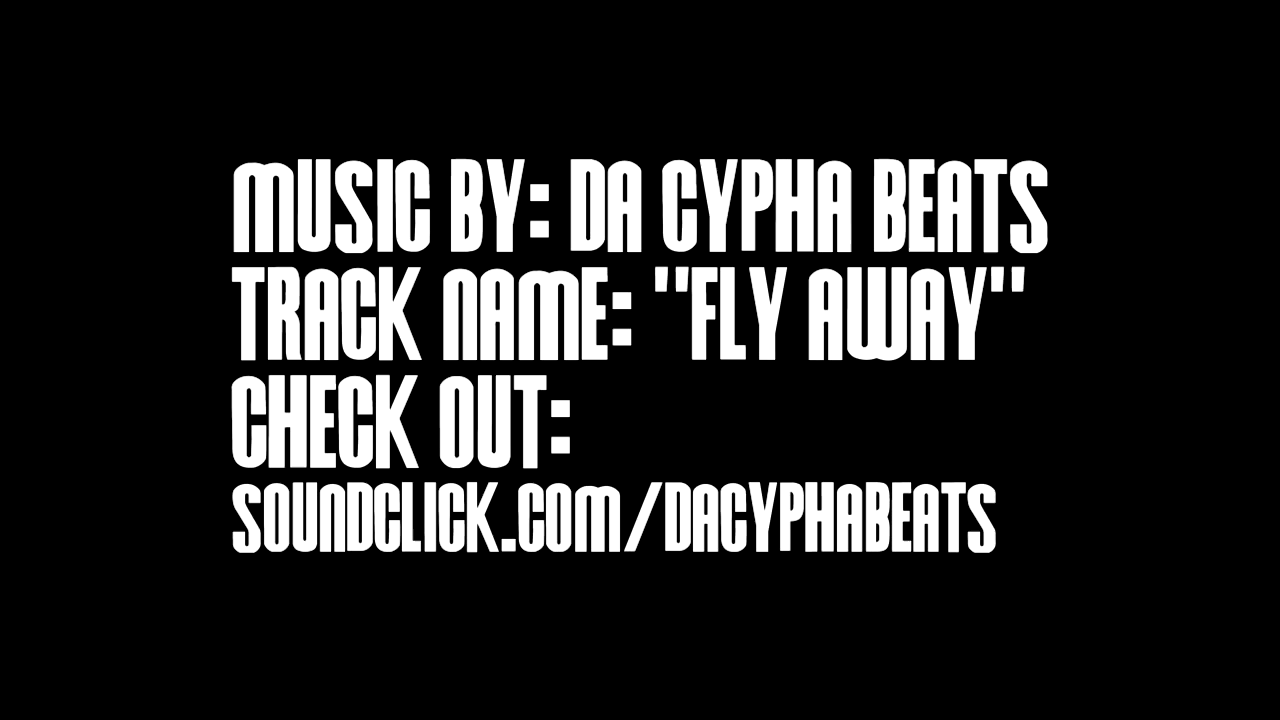 MUSIC BY: DA CYPHA BEATS
TRACK NAME: "FLY AWAY"
CHECK OUT:
SOUNDCLICK.COM/DACYPHABEATS